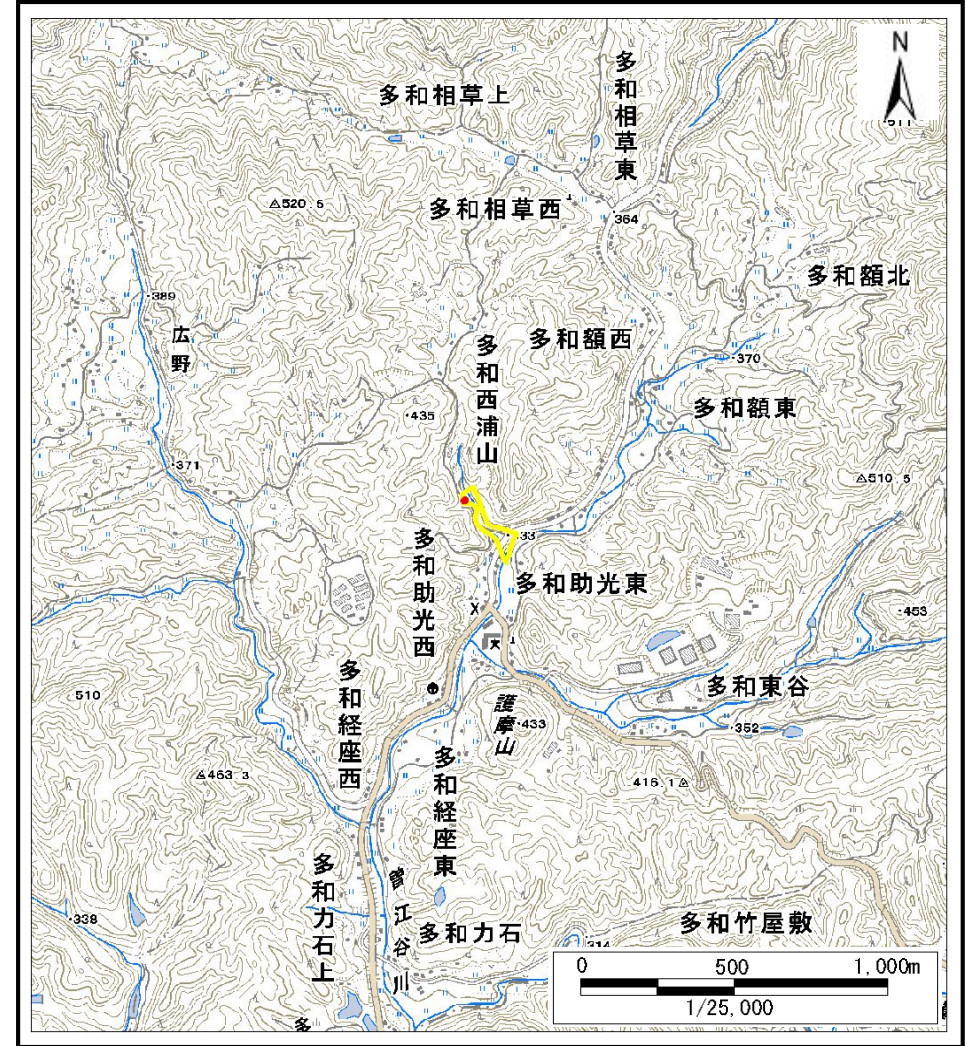 N
400
多和相草上
多和相草東
511
△520.5
多和相草西
364
多和額北
・389
広野
多和西浦山
多和額西
・370
・435
多和額東
・371
△510.5
33
多和助光西
多和助光東
・453
多和経座西
多和東谷
・510
護摩山
・433
・352
△463.3
416.1△
多和経座東
多和力石上
曽江谷川
・338
多和力石
多和竹屋敷
314
多
0 500 1,000m
1/25,000